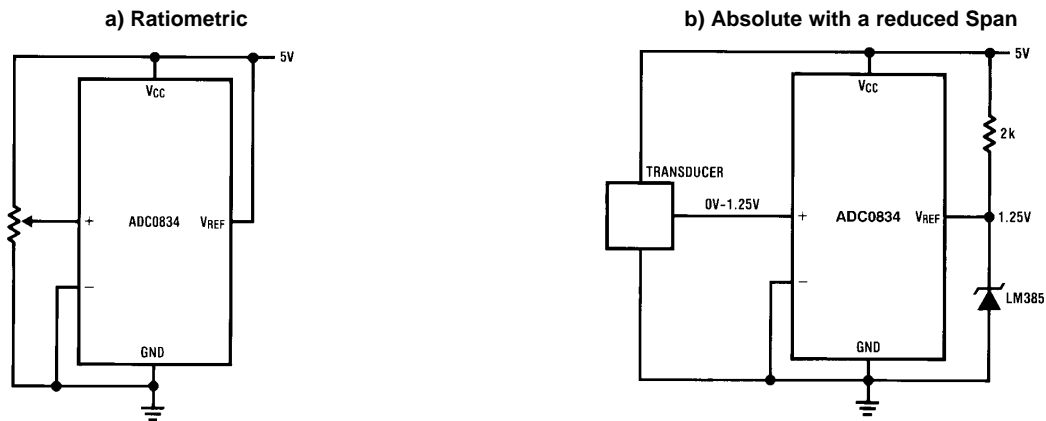 a) Ratiometric
5V
VCC
+
ADC0834
VREF
−
GND
b) Absolute with a reduced Span
5V
VCC
2k
TRANSDUCER
0V–1.25V
+
ADC0834
VREF
1.25V
−
LM385
GND